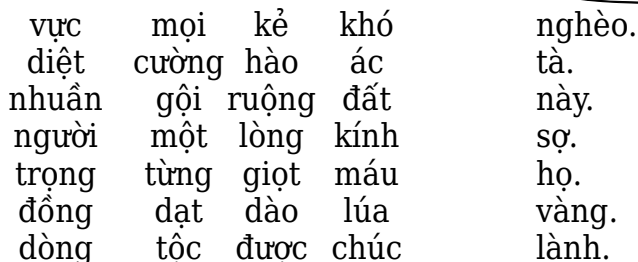 vực mọi kẻ khó nghèo.
diệt cường hào ác tà.
nhuần gội ruộng đất này.
người một lòng kính sợ.
trọng từng giọt máu họ.
đồng dạt dào lúa vàng.
dòng tộc được chúc lành.